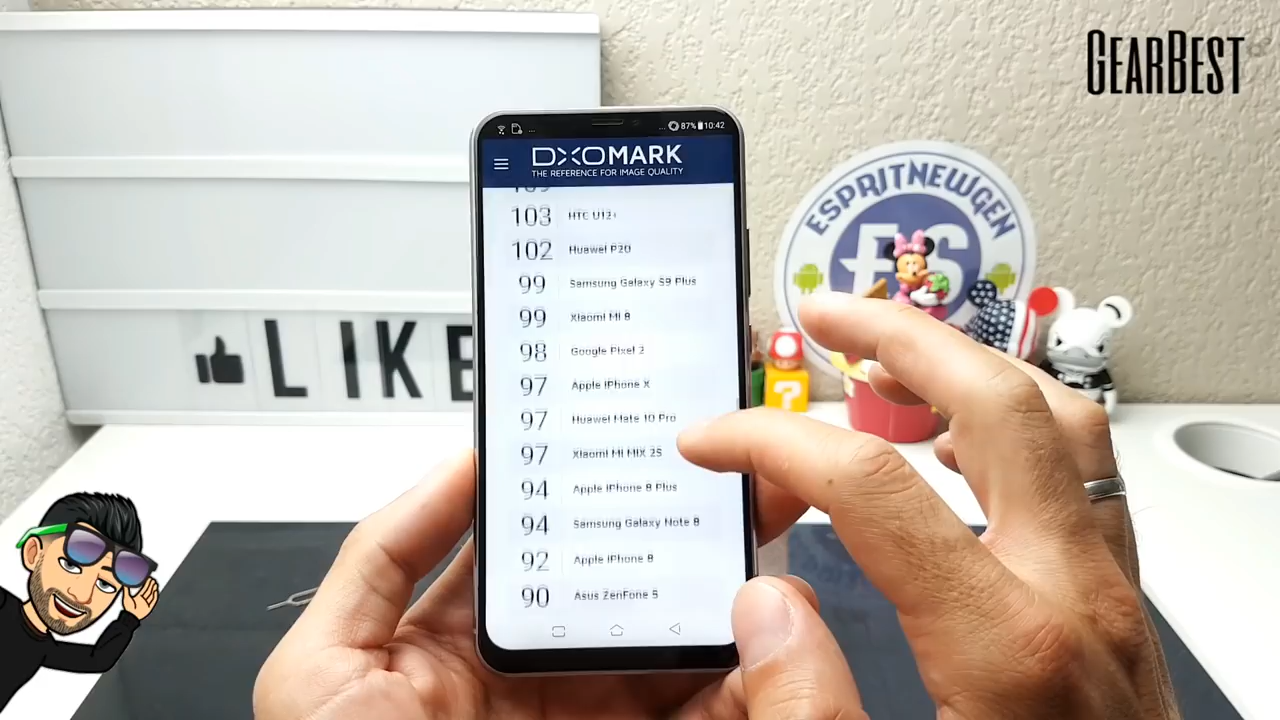 GEARBEST
87% 10:42
DXOMARK
THE REFERENCE FOR IMAGE QUALITY
109
103 HTC U12+
102 Huawei P20
99 Samsung Galaxy S9 Plus
99 Xiaomi MI 8
98 Google Pixel 2
97 Apple iPhone X
97 Huawei Mate 10 Pro
97 Xiaomi MI MIX 2S
94 Apple iPhone 8 Plus
94 Samsung Galaxy Note 8
92 Apple iPhone 8
90 Asus ZenFone 5
ESPRITNEWGEN
ES
LIKE
?